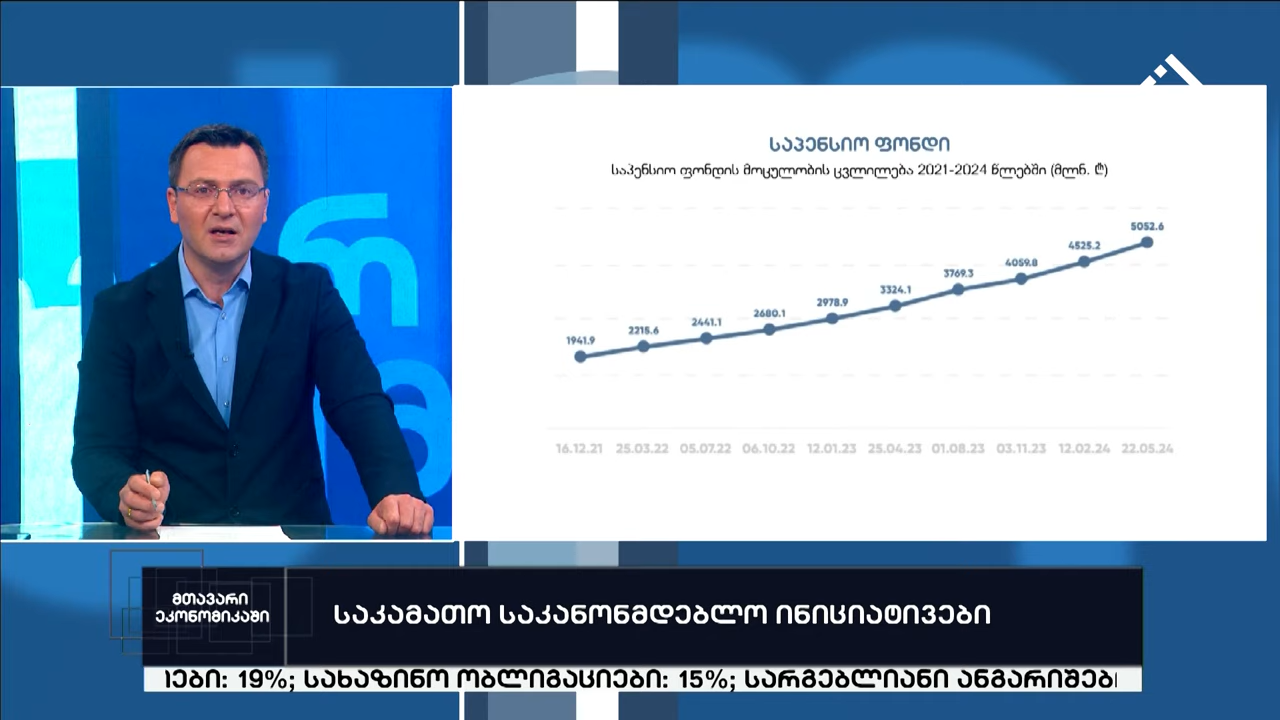 საპენსიო ფონდი
საპენსიო ფონდის მოცულობის ცვლილება 2021-2024 წლებში (მლნ. ₾)
1941.9 2215.6 2441.1 2680.1 2978.9 3324.1 3769.3 4059.8 4525.2 5052.6
16.12.21 25.03.22 05.07.22 06.10.22 12.01.23 25.04.23 01.08.23 03.11.23 12.02.24 22.05.24
მთავარი
ეკონომიკაში
საკამათო საკანონმდებლო ინიციატივები
იები: 19%; სახაზინო ობლიგაციები: 15%; სარგებლიანი ანგარიშებ